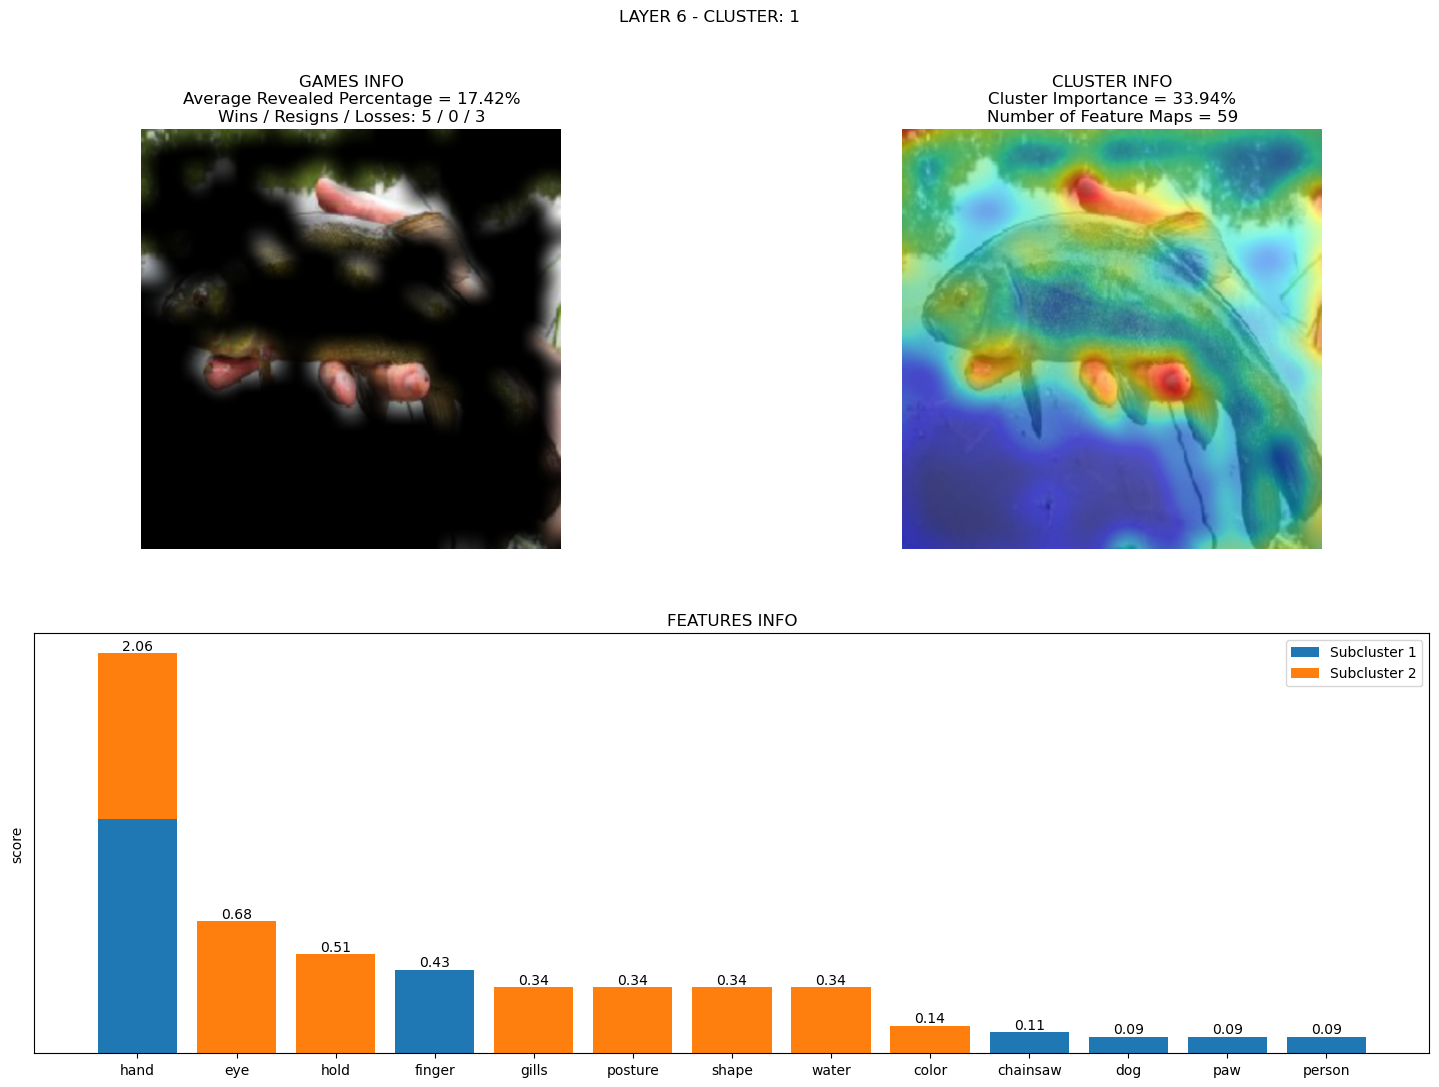 LAYER 6 - CLUSTER: 1
GAMES INFO
Average Revealed Percentage = 17.42%
Wins / Resigns / Losses: 5 / 0 / 3
CLUSTER INFO
Cluster Importance = 33.94%
Number of Feature Maps = 59
FEATURES INFO
Subcluster 1
Subcluster 2
score
2.06
0.68
0.51
0.43
0.34
0.34
0.34
0.34
0.14
0.11
0.09
0.09
0.09
hand
eye
hold
finger
gills
posture
shape
water
color
chainsaw
dog
paw
person